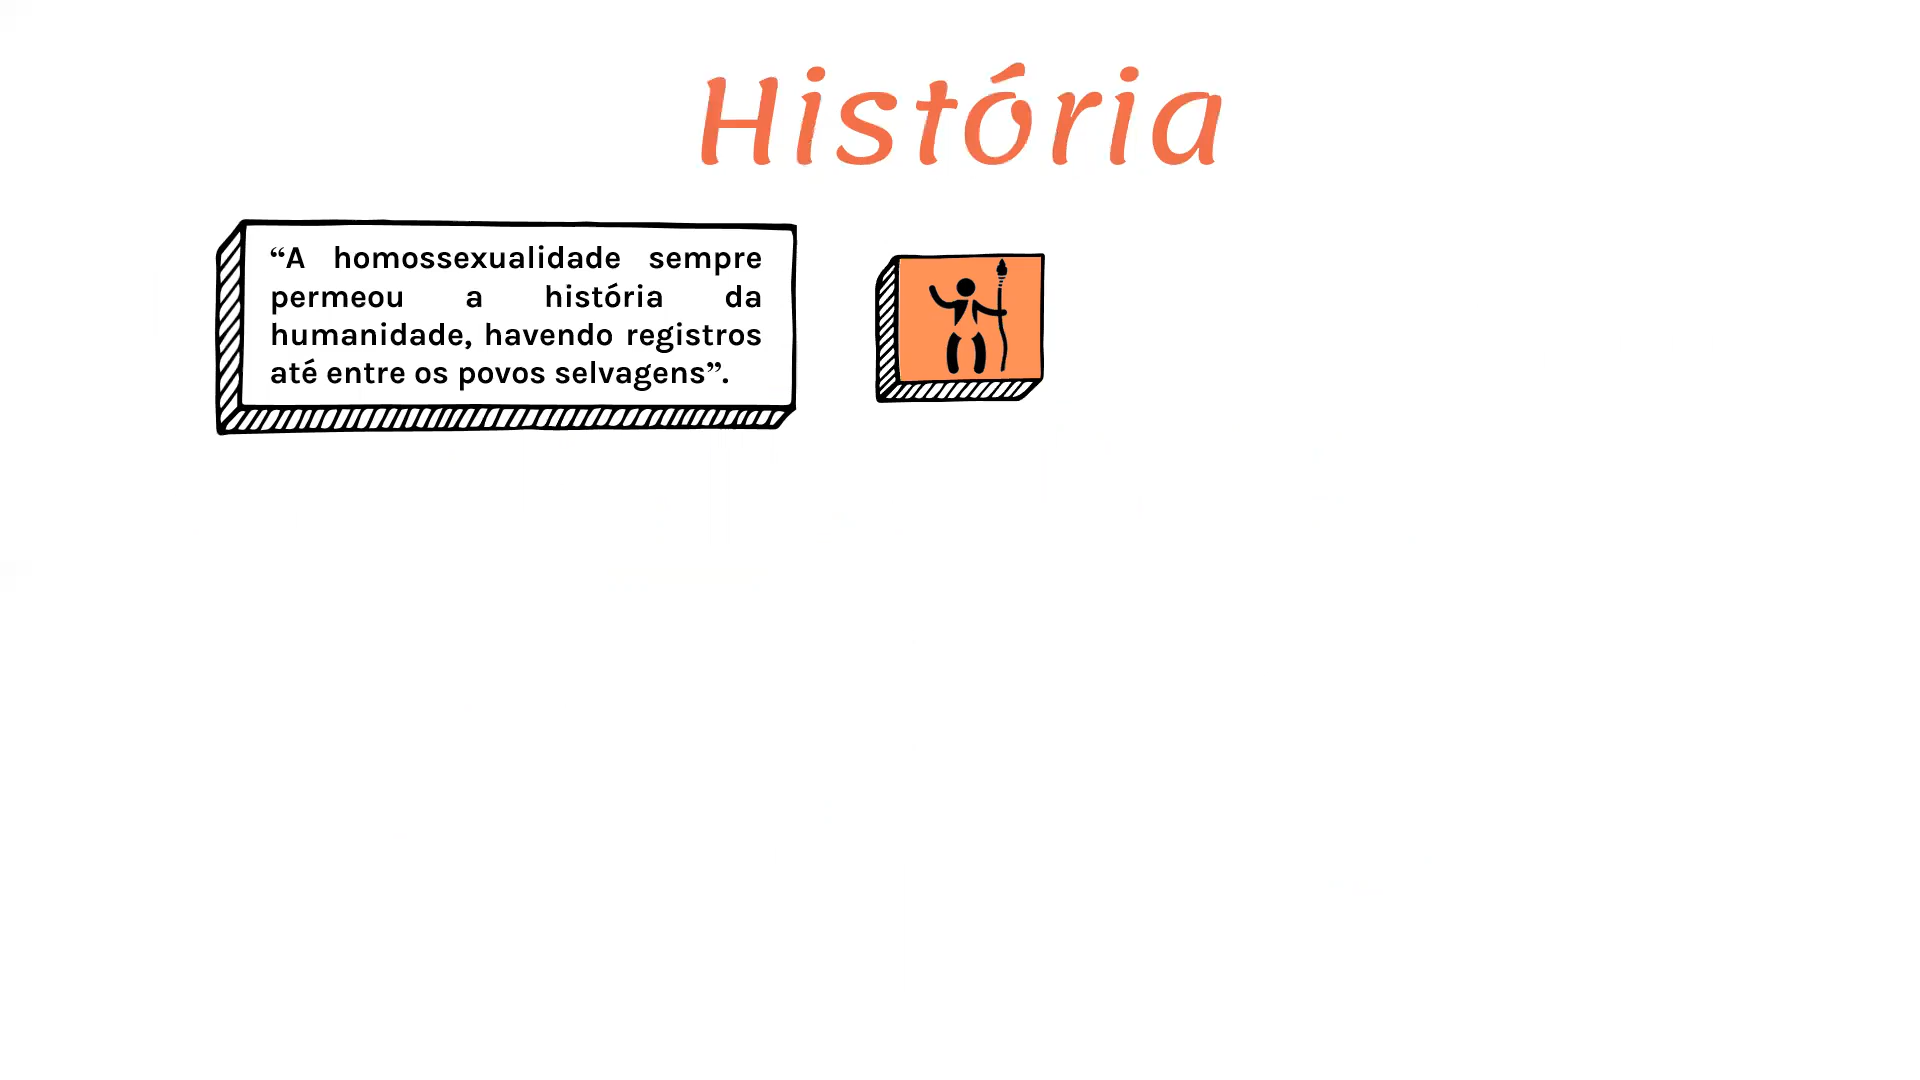 História
“A homossexualidade sempre
permeou a história da
humanidade, havendo registros
até entre os povos selvagens”.